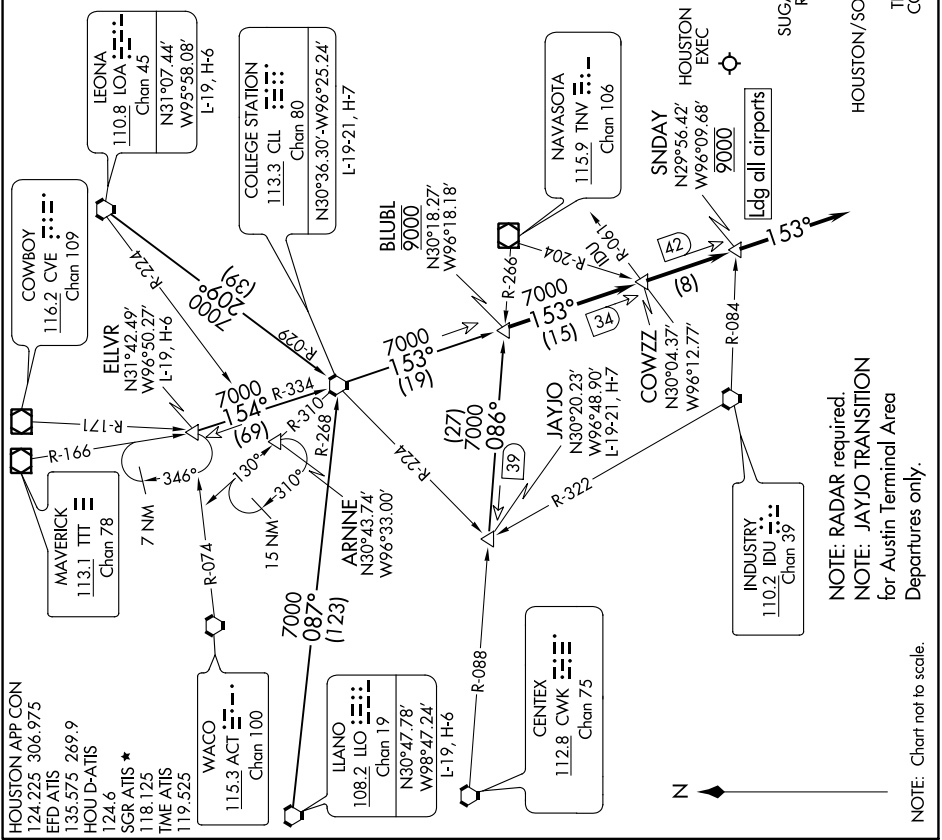 HOUSTON APP CON
124.225 306.975
EFD ATIS
135.575 269.9
HOU D-ATIS
124.6
SGR ATIS ★
118.125
TME ATIS
119.525
MAVERICK
113.1 TTT
Chan 78
COWBOY
116.2 CVE
Chan 109
LEONA
110.8 LOA
Chan 45
N31°07.44'
W95°58.08'
L-19, H-6
R-166
R-171
ELLVR
N31°42.49'
W96°50.27'
L-19, H-6
R-224
7000
209°
(39)
R-029
7 NM
346°
7000
154°
(69)
R-334
COLLEGE STATION
113.3 CLL
Chan 80
N30°36.30'-W96°25.24'
L-19-21, H-7
WACO
115.3 ACT
Chan 100
R-074
130°
310°
15 NM
R-310
R-268
ARNNE
N30°43.74'
W96°33.00'
7000
087°
(123)
LLANO
108.2 LLO
Chan 19
N30°47.78'
W98°47.24'
L-19, H-6
7000
153°
(19)
BLUBL
9000
N30°18.27'
W96°18.18'
R-224
NAVASOTA
115.9 TNV
Chan 106
R-266
R-204
IDU
R-061
(27)
7000
086°
39
JAYJO
N30°20.23'
W96°48.90'
L-19-21, H-7
7000
153°
(15)
34
COWZZ
N30°04.37'
W96°12.77'
42
(8)
HOUSTON
EXEC
SNDAY
N29°56.42'
W96°09.68'
9000
Ldg all airports
153°
CENTEX
112.8 CWK
Chan 75
R-088
R-322
R-084
INDUSTRY
110.2 IDU
Chan 39
N
NOTE: RADAR required.
NOTE: JAYJO TRANSITION
for Austin Terminal Area
Departures only.
NOTE: Chart not to scale.
SUGA
R
HOUSTON/SO
TH
CO